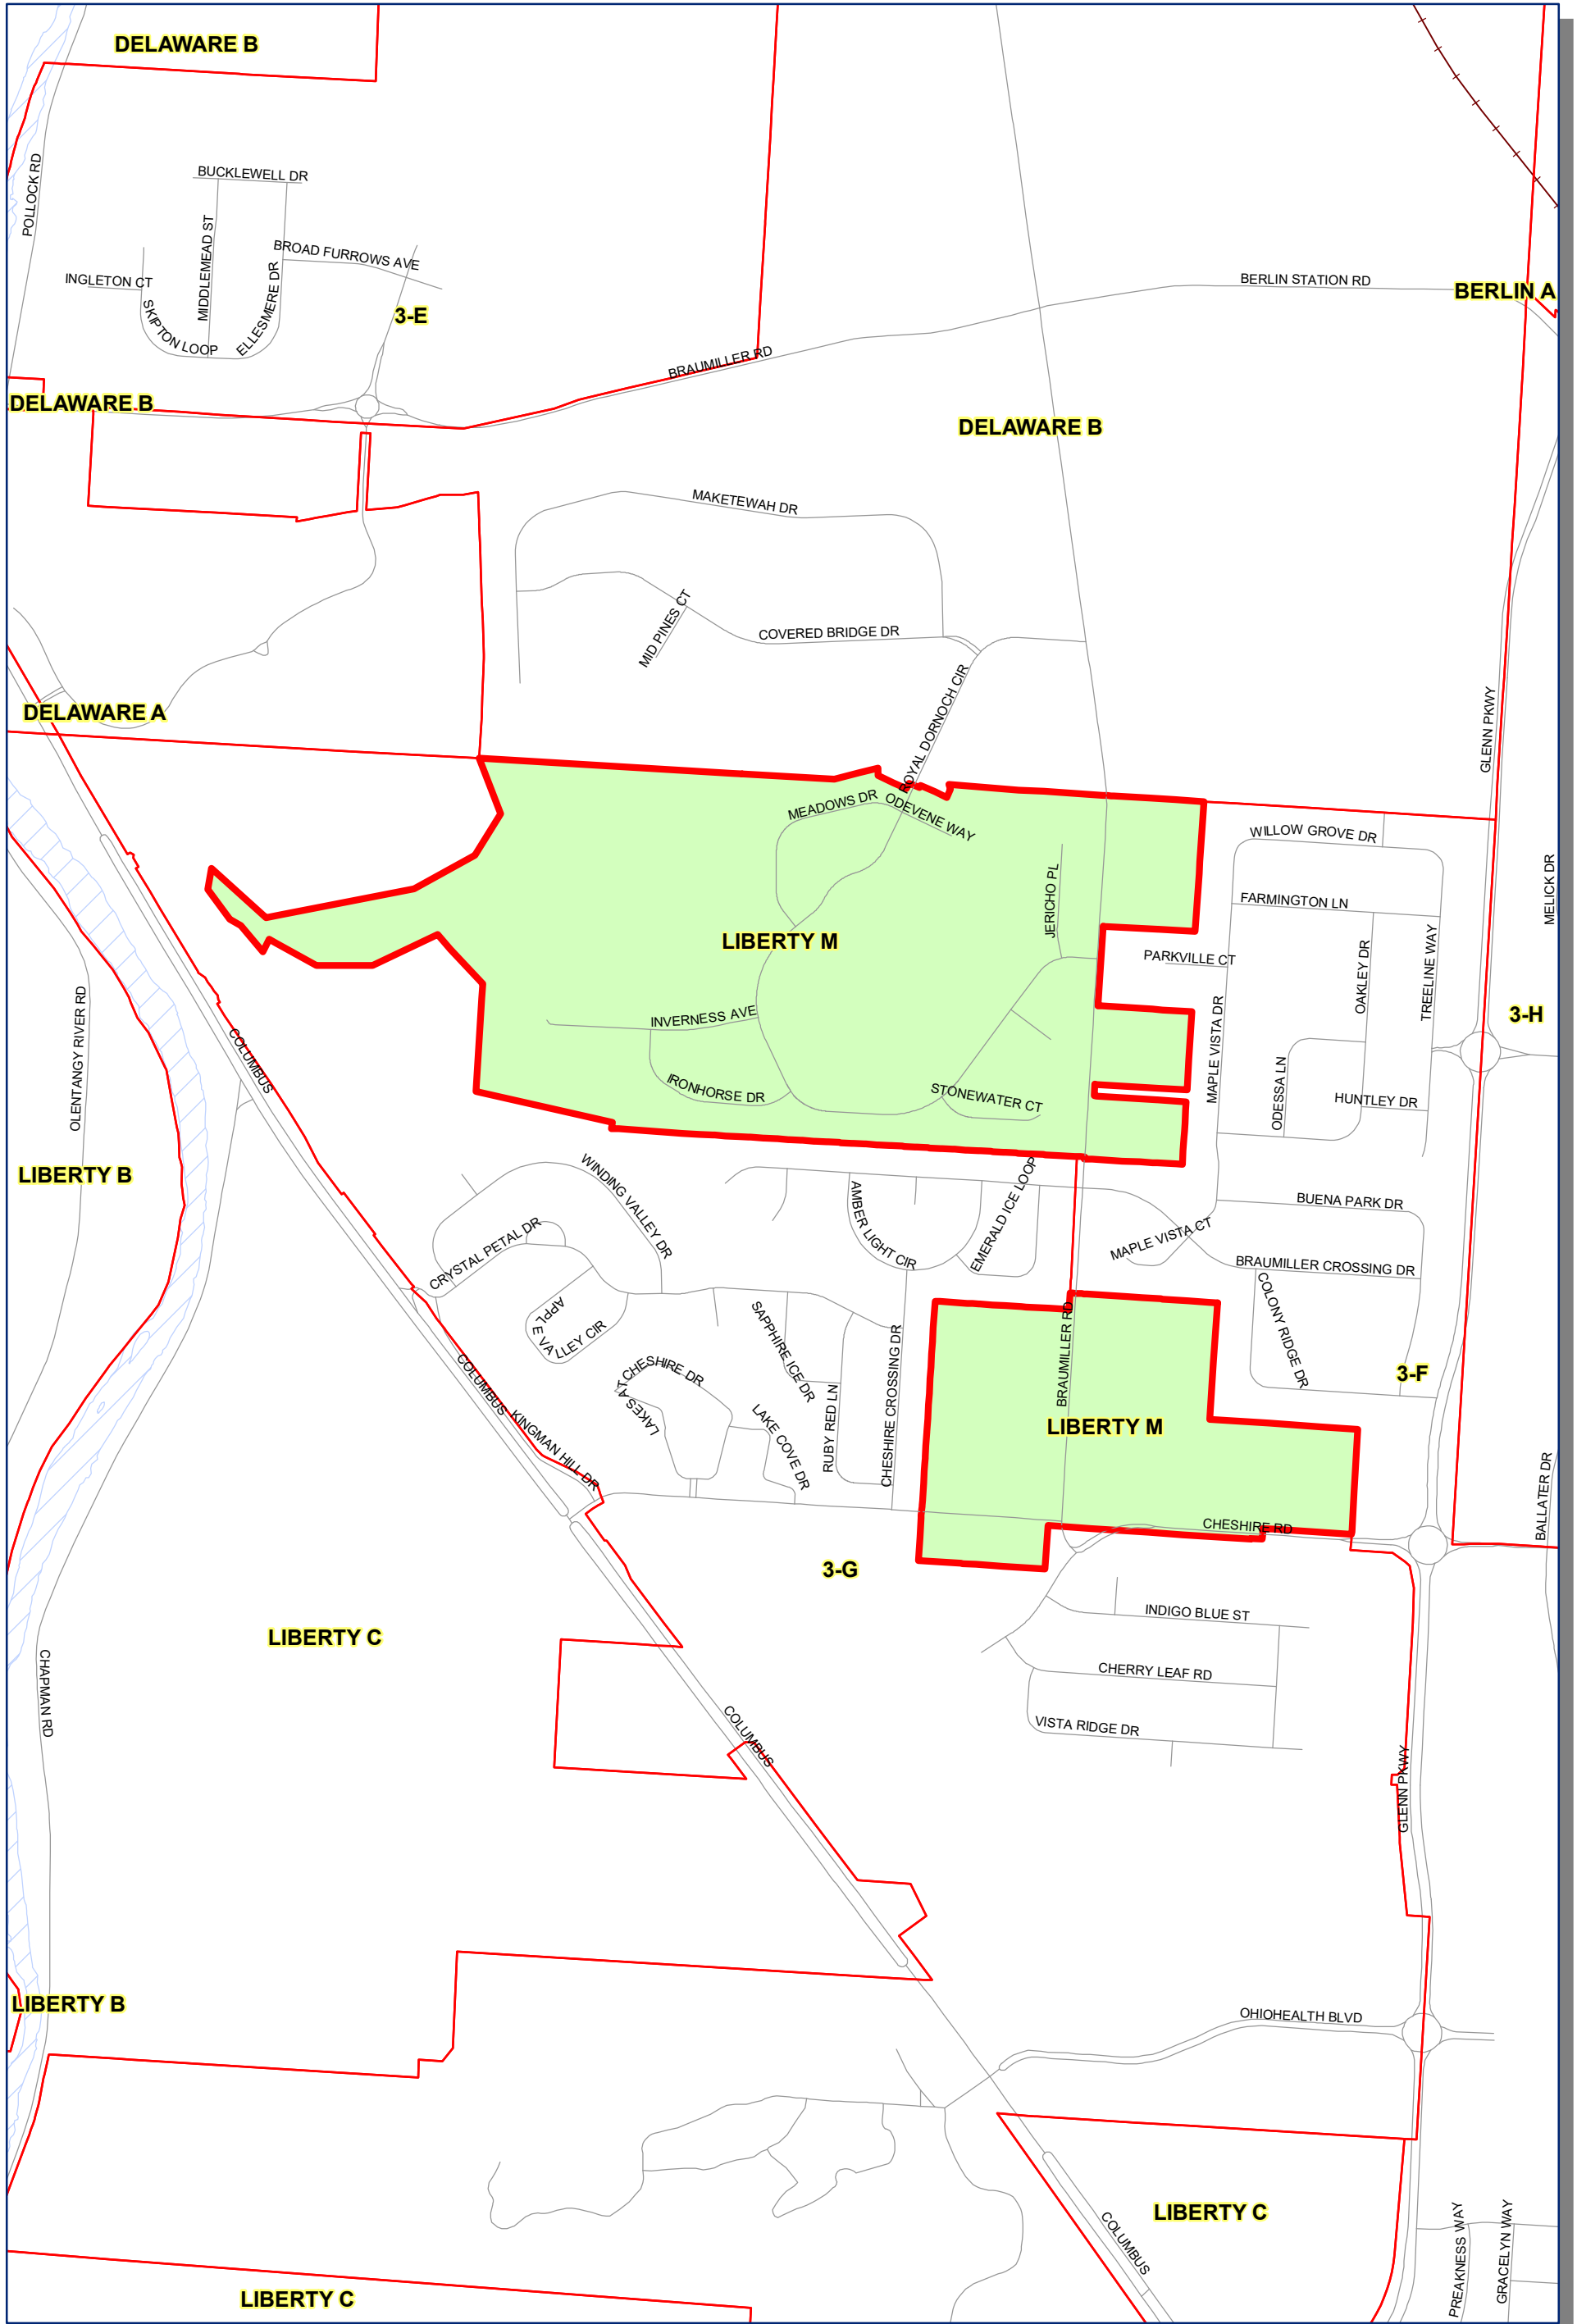 DELAWARE B
POLLOCK RD
BUCKLEWELL DR
MIDDLEMEAD ST
BROAD FURROWS AVE
INGLETON CT
SKIPTON LOOP
ELLESMERE DR
3-E
BERLIN STATION RD
BERLIN A
BRAUMILLER RD
DELAWARE B
DELAWARE B
MAKETEWAH DR
MID PINES CT
COVERED BRIDGE DR
ROYAL DORNOCH CIR
GLENN PKWY
DELAWARE A
MEADOWS DR
ODEVENE WAY
WILLOW GROVE DR
JERICHO PL
FARMINGTON LN
MELICK DR
LIBERTY M
PARKVILLE CT
OAKLEY DR
TREELINE WAY
OLENTANGY RIVER RD
COLUMBUS
INVERNESS AVE
MAPLE VISTA DR
3-H
IRONHORSE DR
STONEWATER CT
ODESSA LN
HUNTLEY DR
LIBERTY B
WINDING VALLEY DR
AMBER LIGHT CIR
EMERALD ICE LOOP
BUENA PARK DR
CRYSTAL PETAL DR
MAPLE VISTA CT
BRAUMILLER CROSSING DR
APPLE VALLEY CIR
SAPPHIRE ICE DR
CHESHIRE CROSSING DR
BRAUMILLER RD
COLONY RIDGE DR
COLUMBUS
LAKES AT CHESHIRE DR
3-F
KINGMAN HILL DR
LAKE COVE DR
RUBY RED LN
LIBERTY M
BALLATER DR
CHESHIRE RD
3-G
INDIGO BLUE ST
LIBERTY C
CHAPMAN RD
CHERRY LEAF RD
VISTA RIDGE DR
COLUMBUS
GLENN PKWY
LIBERTY B
OHIOHEALTH BLVD
LIBERTY C
COLUMBUS
PREAKNESS WAY
GRACELYN WAY
LIBERTY C